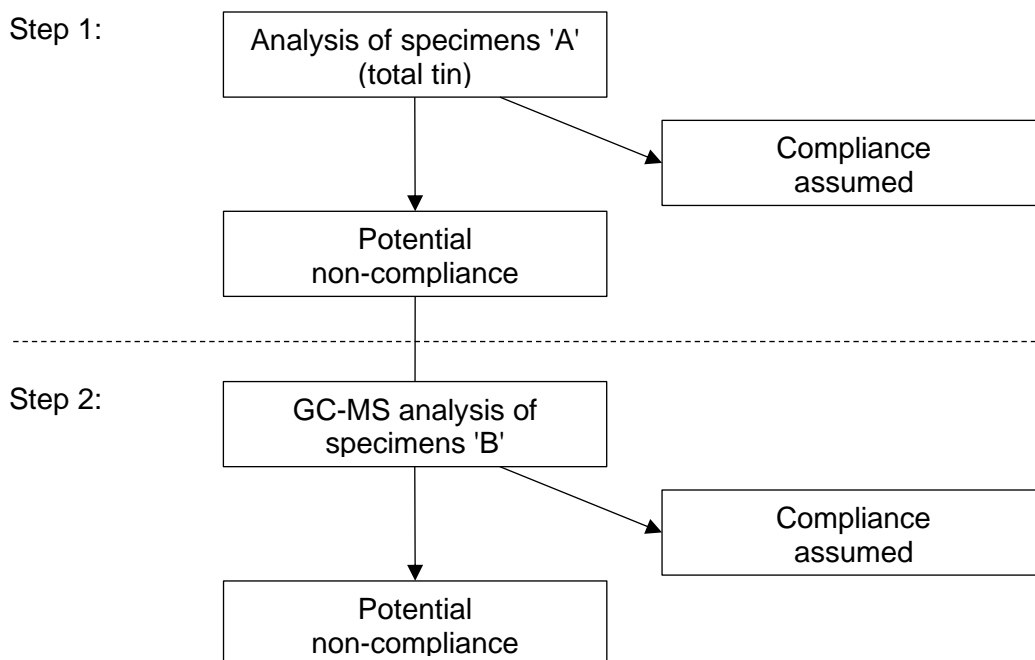 Step 1:
Analysis of specimens 'A'
(total tin)
Compliance
assumed
Potential
non-compliance
Step 2:
GC-MS analysis of
specimens 'B'
Compliance
assumed
Potential
non-compliance